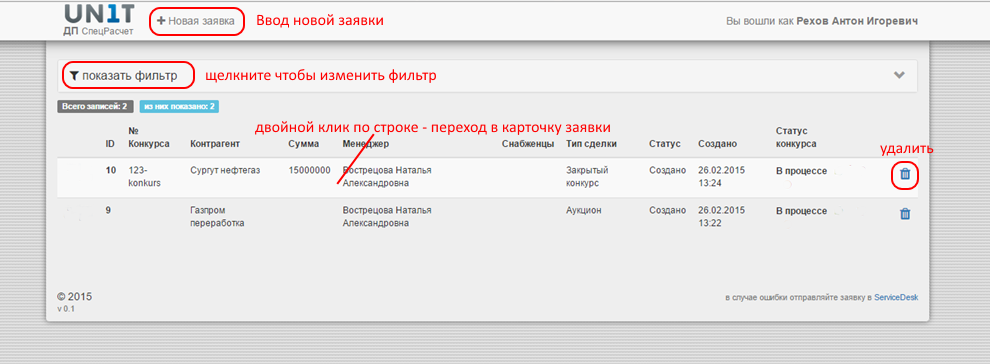 UN1T
ДП СпецРасчет
+ Новая заявка
Ввод новой заявки
Вы вошли как Рехов Антон Игоревич
показать фильтр
щелкните чтобы изменить фильтр
Всего записей: 2
из них показано: 2
двойной клик по строке - переход в карточку заявки
удалить
ID № Конкурса Контрагент Сумма Менеджер Снабженцы Тип сделки Статус Создано Статус конкурса
10 123-konkurs Сургут нефтегаз 15000000 Вострецова Наталья Александровна Закрытый конкурс Создано 26.02.2015 13:24 В процессе
9 Газпром переработка Вострецова Наталья Александровна Аукцион Создано 26.02.2015 13:22 В процессе
© 2015
v 0.1
в случае ошибки отправляйте заявку в ServiceDesk